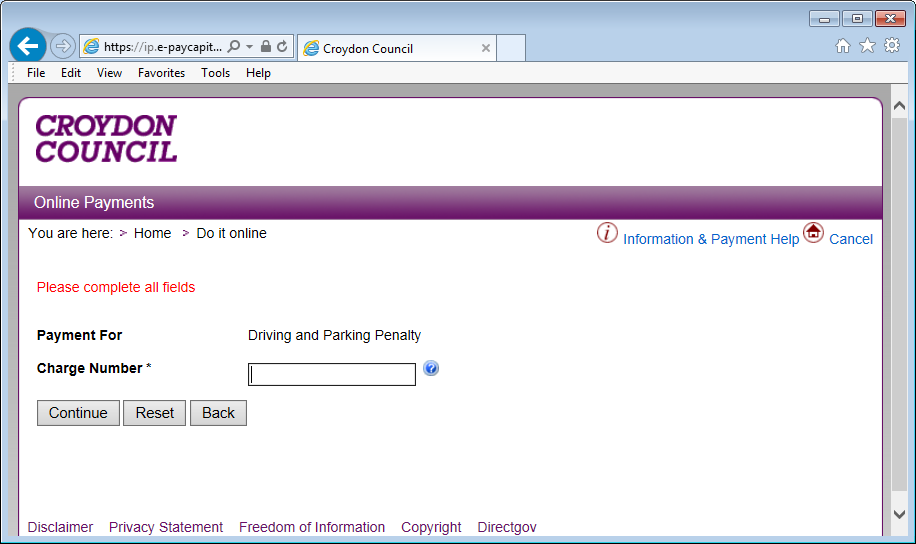 https://ip.e-paycapit...
Croydon Council
File Edit View Favorites Tools Help
CROYDON
COUNCIL
Online Payments
You are here: > Home > Do it online
Information & Payment Help Cancel
Please complete all fields
Payment For Driving and Parking Penalty
Charge Number *
Continue Reset Back
Disclaimer Privacy Statement Freedom of Information Copyright Directgov